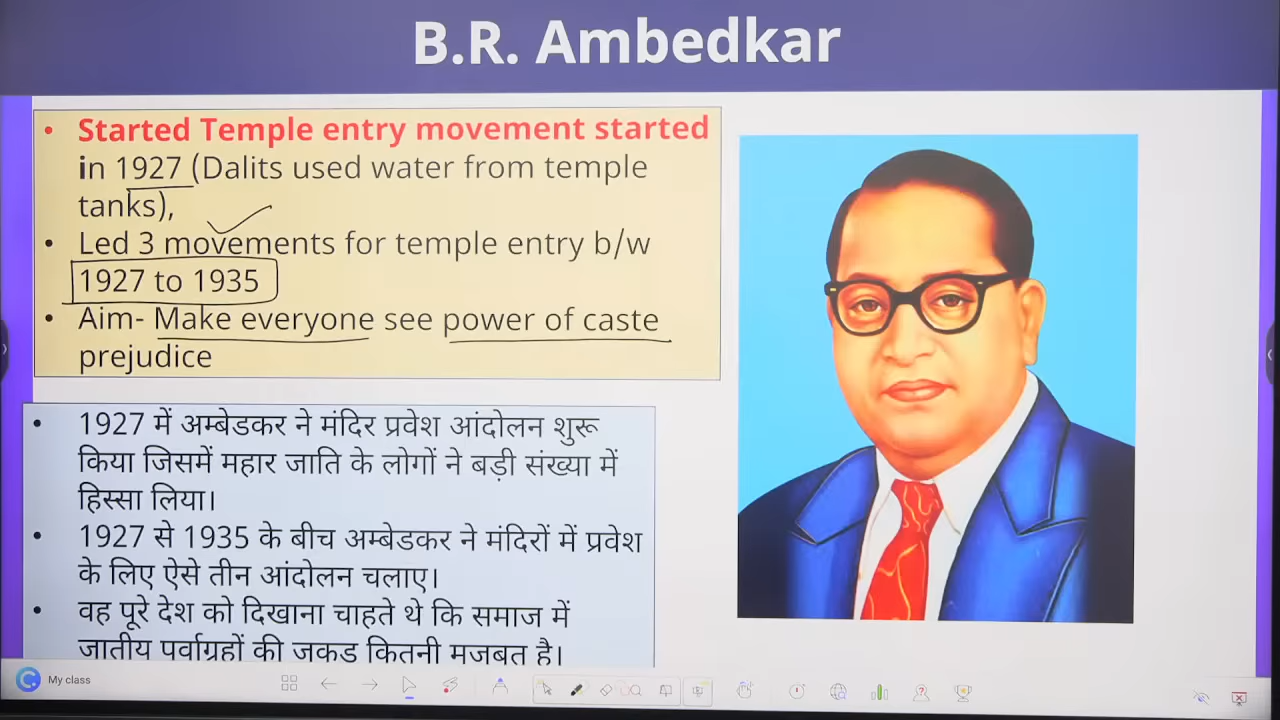 B.R. Ambedkar
• Started Temple entry movement started
in 1927 (Dalits used water from temple
tanks),
• Led 3 movements for temple entry b/w
1927 to 1935
• Aim- Make everyone see power of caste
prejudice
• 1927 में अम्बेडकर ने मंदिर प्रवेश आंदोलन शुरू
किया जिसमें महार जाति के लोगों ने बड़ी संख्या में
हिस्सा लिया।
• 1927 से 1935 के बीच अम्बेडकर ने मंदिरों में प्रवेश
के लिए ऐसे तीन आंदोलन चलाए।
• वह पूरे देश को दिखाना चाहते थे कि समाज में
जातीय पूर्वाग्रहों की जकड़ कितनी मजबूत है।
My class